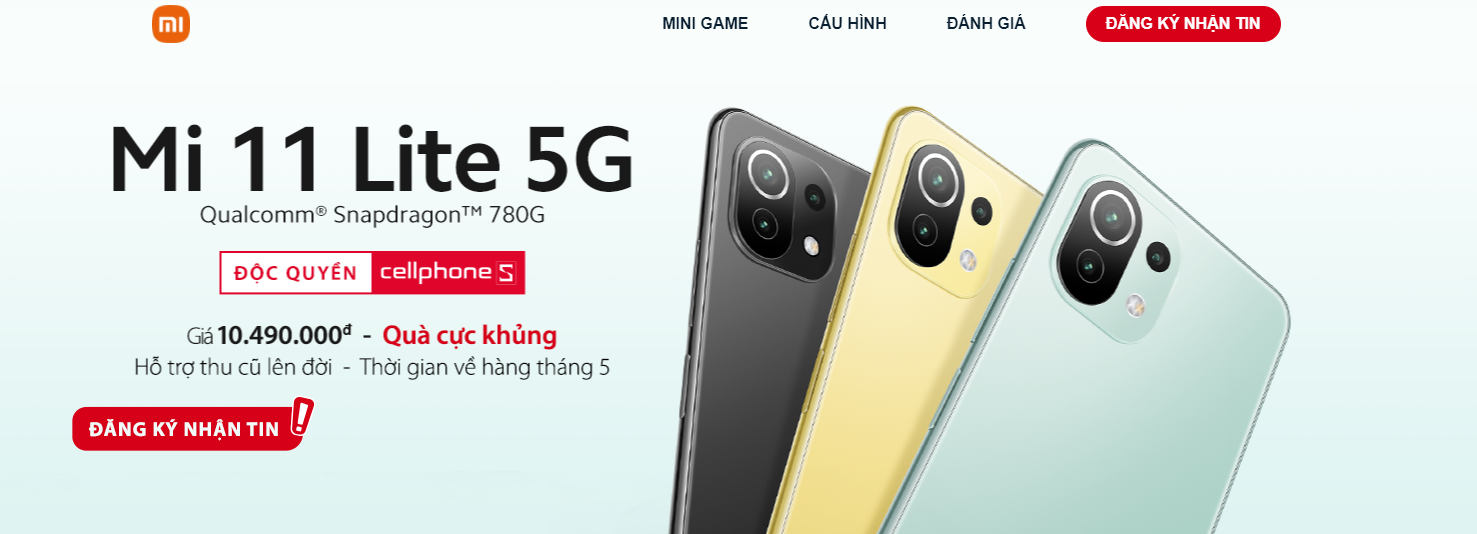 mi
MINI GAME
CẤU HÌNH
ĐÁNH GIÁ
ĐĂNG KÝ NHẬN TIN
Mi 11 Lite 5G
Qualcomm® Snapdragon™ 780G
ĐỘC QUYỀN cellphoneS
Giá 10.490.000đ - Quà cực khủng
Hỗ trợ thu cũ lên đời - Thời gian về hàng tháng 5
ĐĂNG KÝ NHẬN TIN !